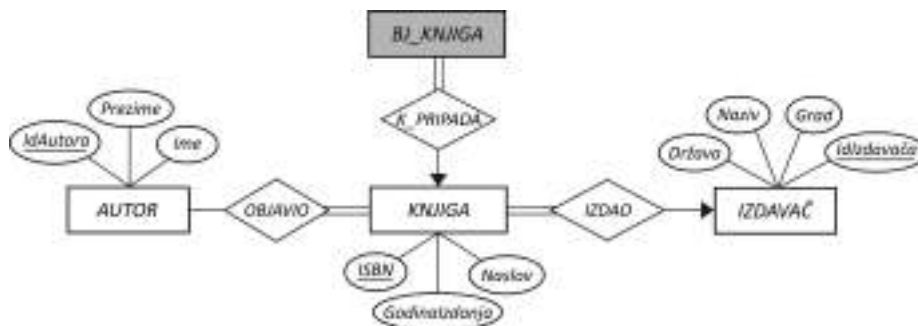 BJ_KNJIGA
K_PRIPADA
Prezime
IdAutora
Ime
Naziv
Grad
Država
IdIzdavača
AUTOR
OBJAVIO
KNJIGA
IZDAO
IZDAVAČ
ISBN
Naslov
GodinaIzdanja